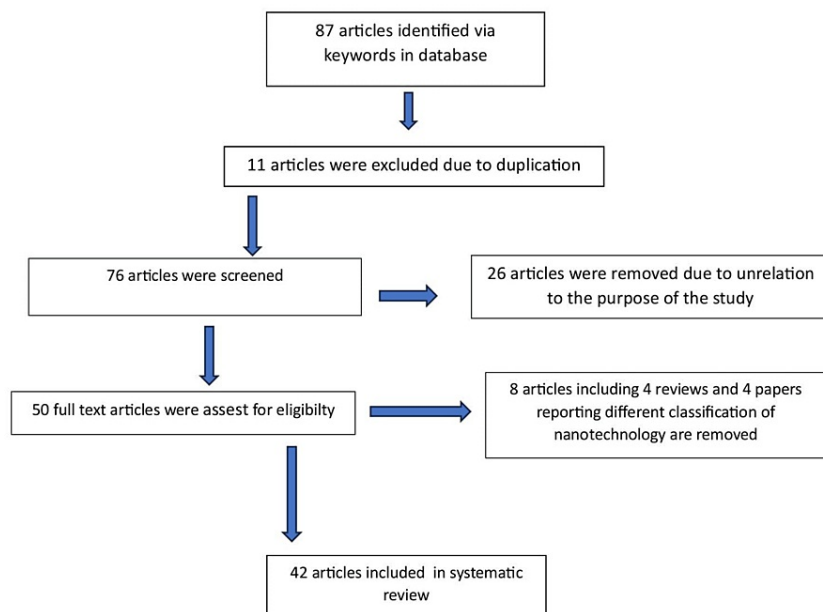 87 articles identified via
keywords in database
11 articles were excluded due to duplication
76 articles were screened
26 articles were removed due to unrelation
to the purpose of the study
50 full text articles were assest for eligibilty
8 articles including 4 reviews and 4 papers
reporting different classification of
nanotechnology are removed
42 articles included in systematic
review